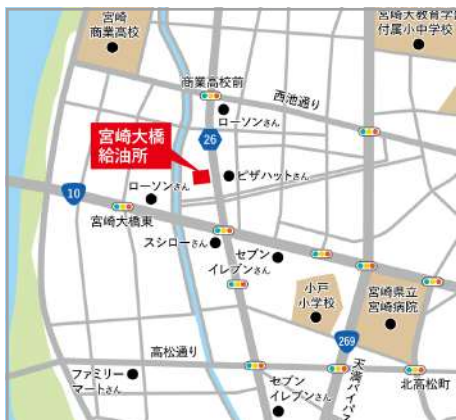 宮崎
商業高校
宮崎大教育学部
付属小中学校
商業高校前
西池通り
ローソンさん
宮崎大橋
給油所
26
ピザハットさん
ローソンさん
10
宮崎大橋東
スシローさん
セブン
イレブンさん
小戸
小学校
宮崎県立
宮崎病院
269
高松通り
天満バイパス
ファミリー
マートさん
セブン
イレブンさん
北高松町